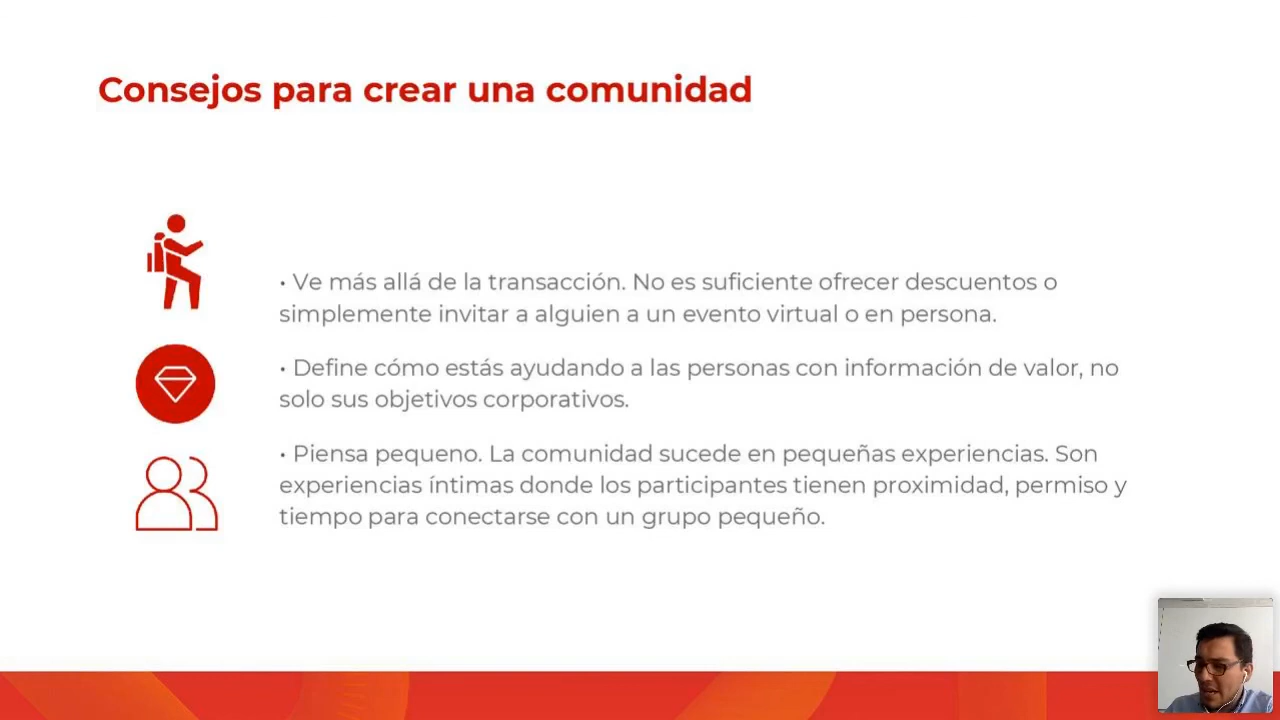 Consejos para crear una comunidad
• Ve más allá de la transacción. No es suficiente ofrecer descuentos o
simplemente invitar a alguien a un evento virtual o en persona.
• Define cómo estás ayudando a las personas con información de valor, no
solo sus objetivos corporativos.
• Piensa pequeno. La comunidad sucede en pequeñas experiencias. Son
experiencias íntimas donde los participantes tienen proximidad, permiso y
tiempo para conectarse con un grupo pequeño.